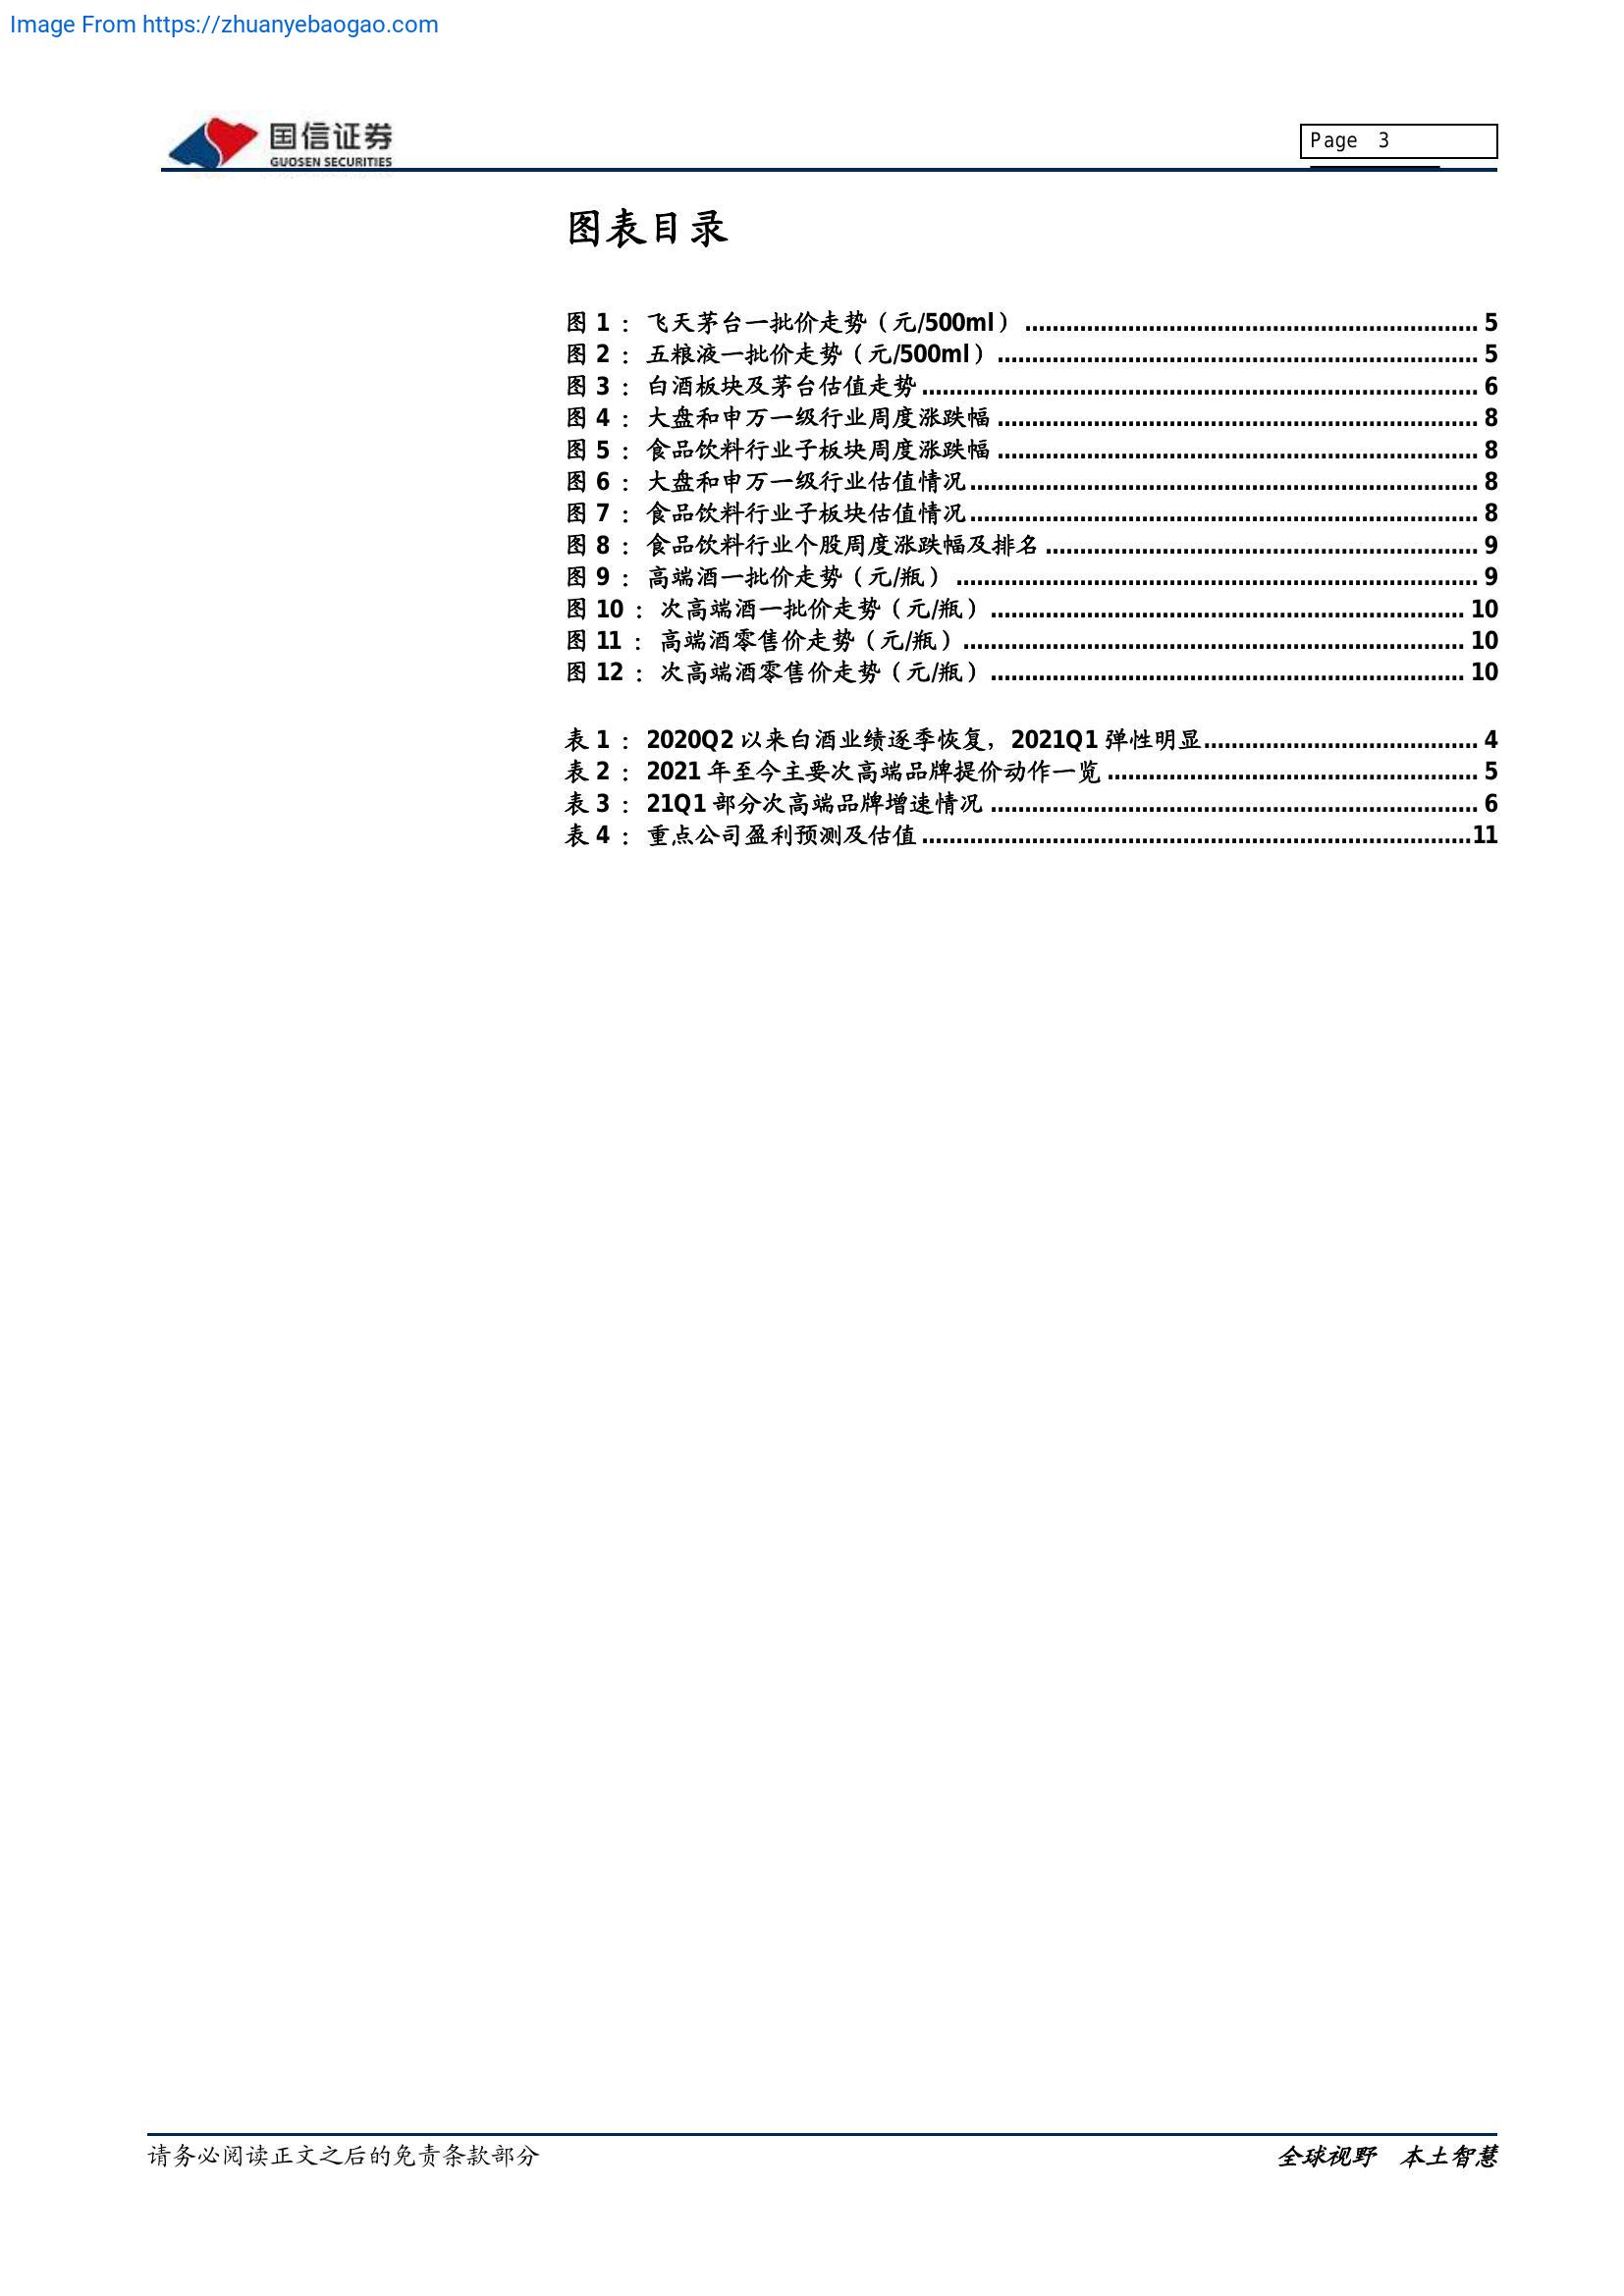 Image From https://zhuanyebaogao.com
国信证券
GUOSEN SECURITIES
Page 3
图表目录
图 1 ：飞天茅台一批价走势（元/500ml）.................................................................. 5
图 2 ：五粮液一批价走势（元/500ml）...................................................................... 5
图 3 ：白酒板块及茅台估值走势................................................................................. 6
图 4 ：大盘和申万一级行业周度涨跌幅...................................................................... 8
图 5 ：食品饮料行业子板块周度涨跌幅...................................................................... 8
图 6 ：大盘和申万一级行业估值情况.......................................................................... 8
图 7 ：食品饮料行业子板块估值情况.......................................................................... 8
图 8 ：食品饮料行业个股周度涨跌幅及排名............................................................... 9
图 9 ：高端酒一批价走势（元/瓶）............................................................................ 9
图 10 ：次高端酒一批价走势（元/瓶）..................................................................... 10
图 11 ：高端酒零售价走势（元/瓶）......................................................................... 10
图 12 ：次高端酒零售价走势（元/瓶）..................................................................... 10
表 1 ：2020Q2 以来白酒业绩逐季恢复，2021Q1 弹性明显........................................ 4
表 2 ：2021 年至今主要次高端品牌提价动作一览...................................................... 5
表 3 ：21Q1 部分次高端品牌增速情况....................................................................... 6
表 4 ：重点公司盈利预测及估值................................................................................11
请务必阅读正文之后的免责条款部分
全球视野 本土智慧